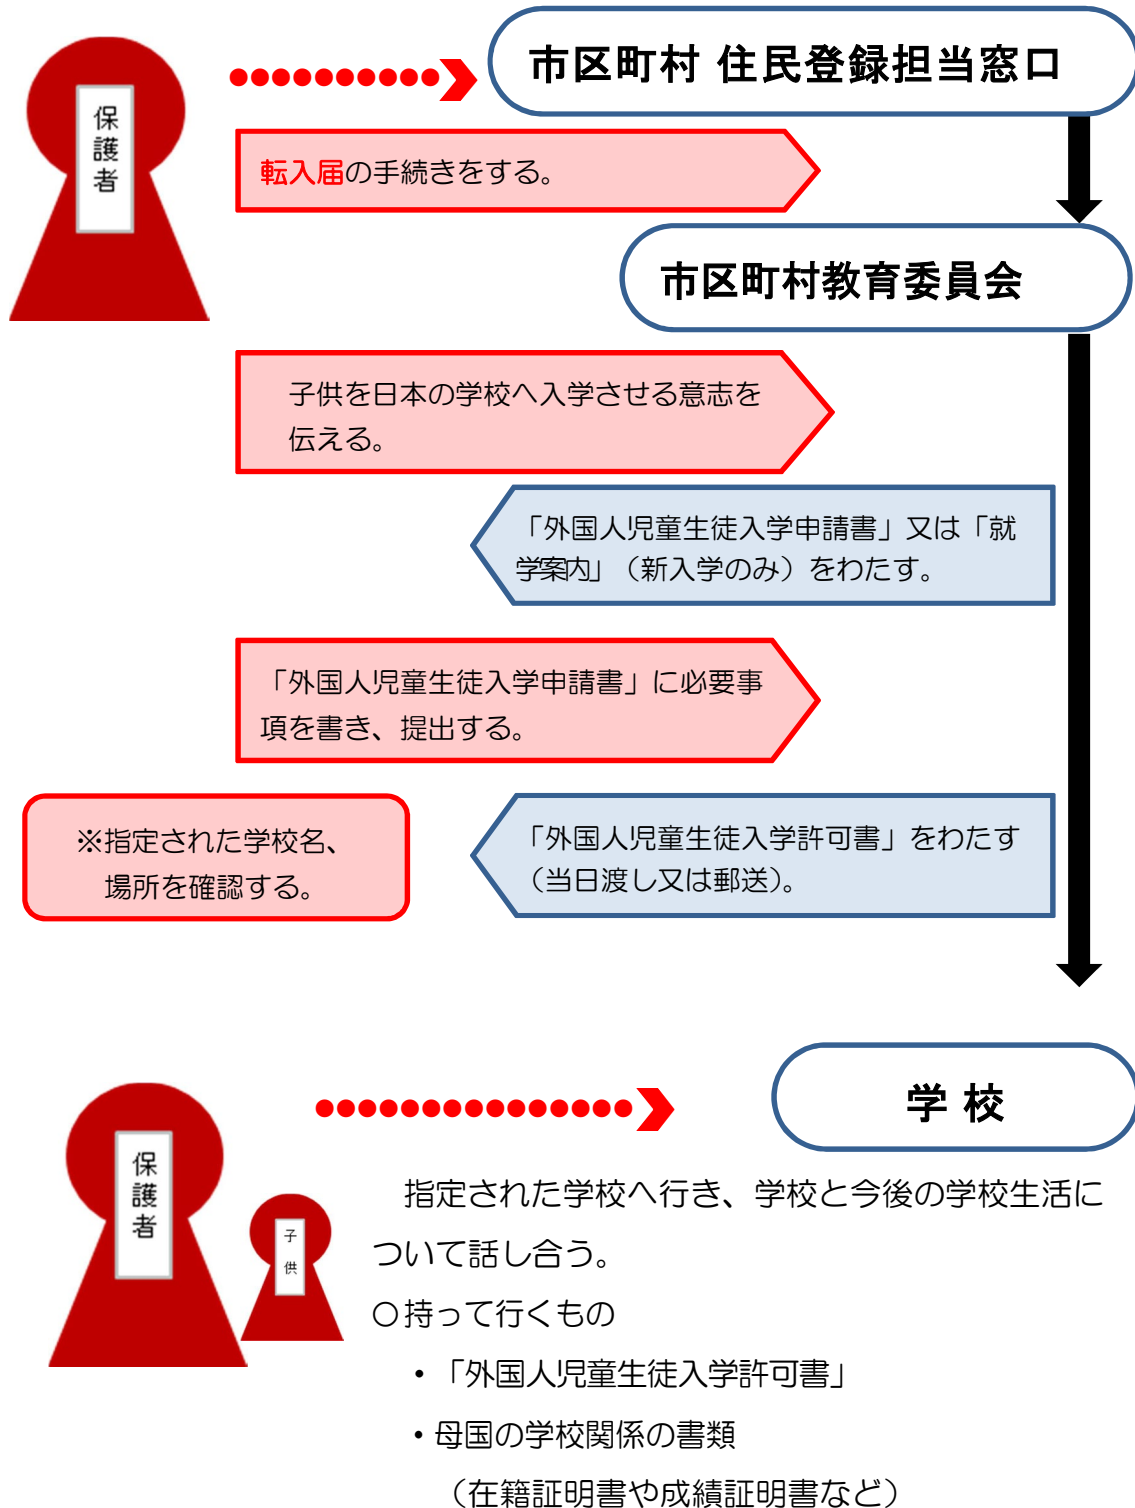 保護者
市区町村 住民登録担当窓口
転入届の手続きをする。
市区町村教育委員会
子供を日本の学校へ入学させる意志を
伝える。
「外国人児童生徒入学申請書」又は「就
学案内」（新入学のみ）をわたす。
「外国人児童生徒入学申請書」に必要事
項を書き、提出する。
※指定された学校名、
場所を確認する。
「外国人児童生徒入学許可書」をわたす
（当日渡し又は郵送）。
保護者
子供
学 校
指定された学校へ行き、学校と今後の学校生活に
ついて話し合う。
○持って行くもの
・「外国人児童生徒入学許可書」
・母国の学校関係の書類
（在籍証明書や成績証明書など）